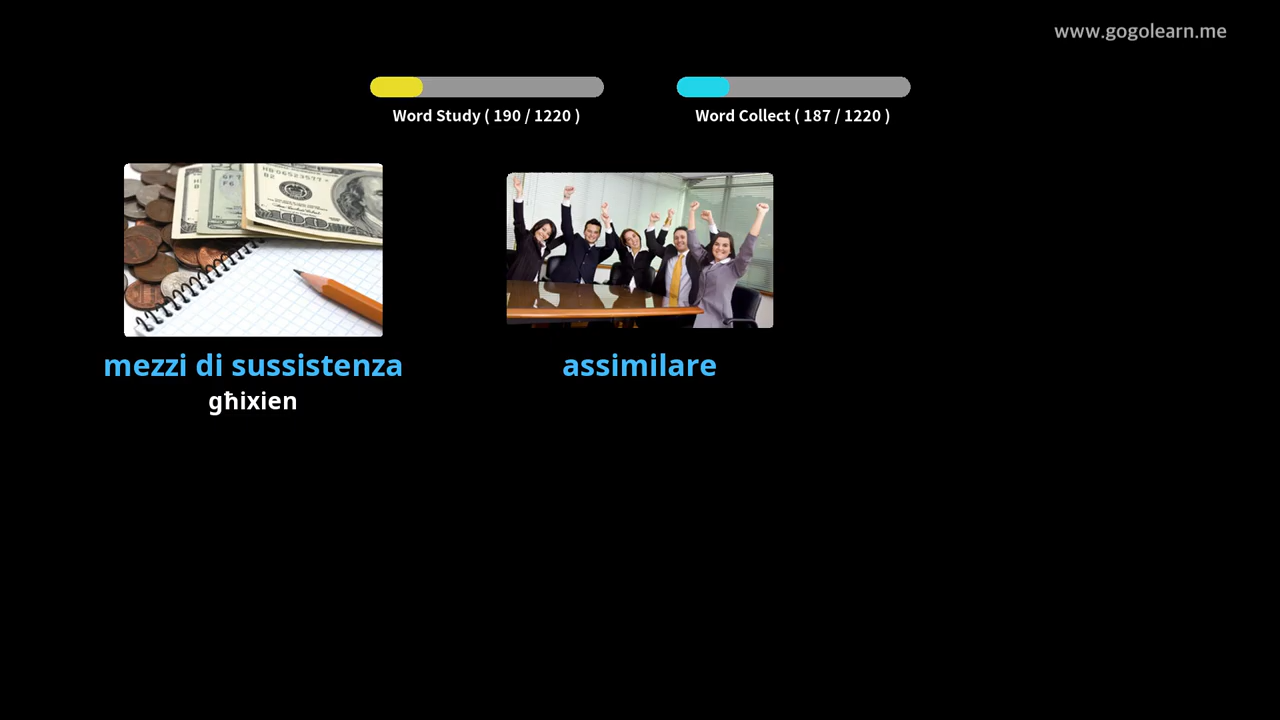 www.gogolearn.me
Word Study ( 190 / 1220 )
Word Collect ( 187 / 1220 )
mezzi di sussistenza
għixien
assimilare